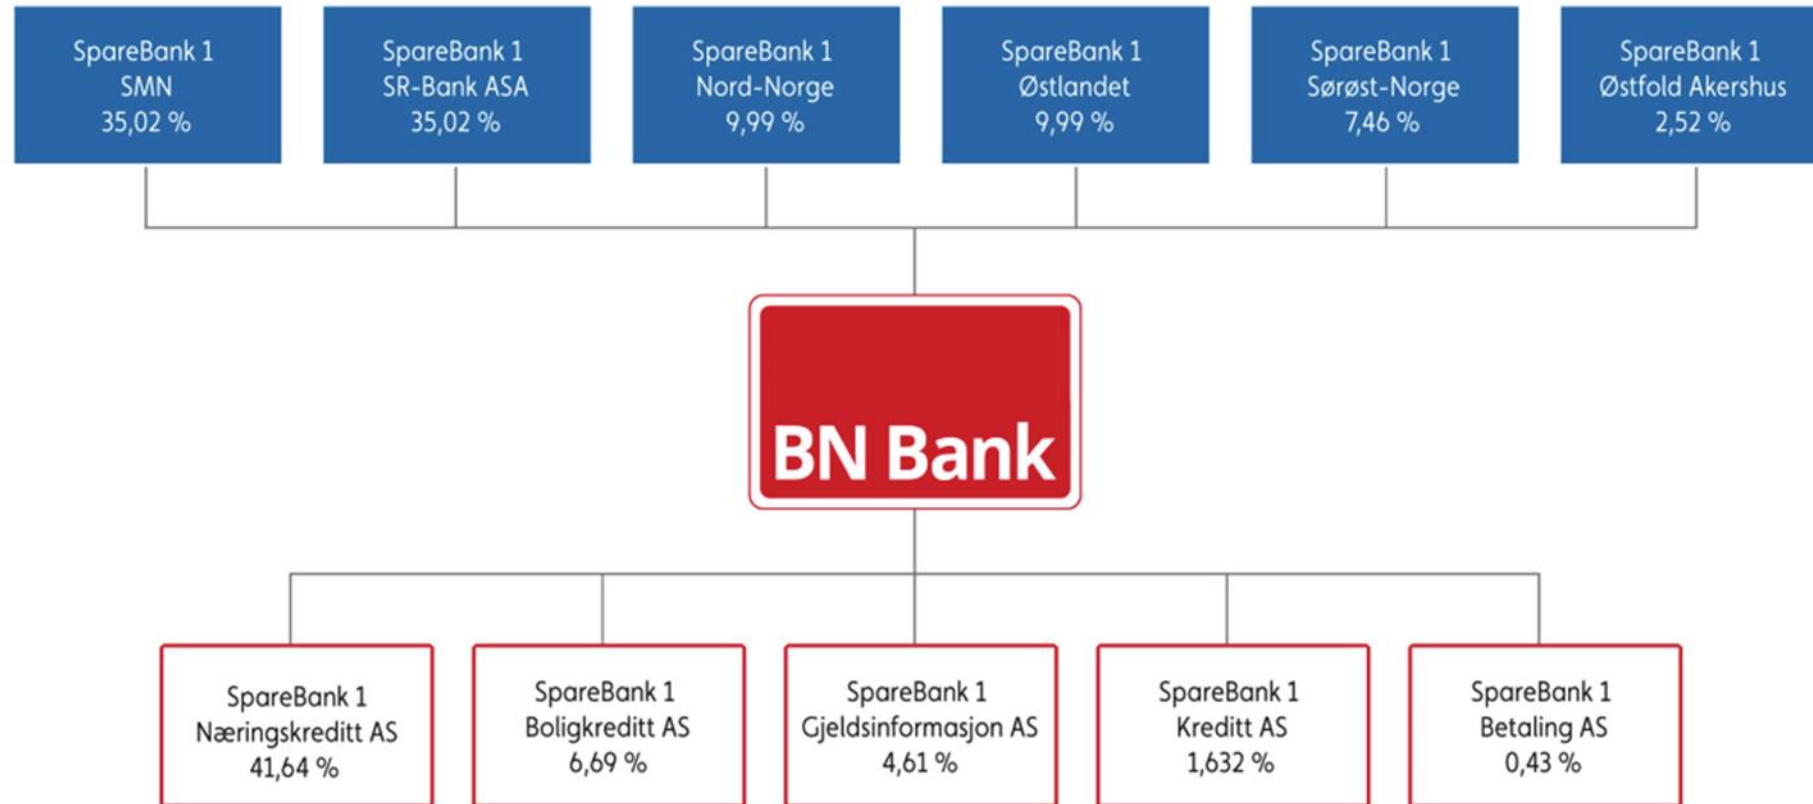 SpareBank 1
SMN
35,02 %
SpareBank 1
SR-Bank ASA
35,02 %
SpareBank 1
Nord-Norge
9,99 %
SpareBank 1
Østlandet
9,99 %
SpareBank 1
Sørøst-Norge
7,46 %
SpareBank 1
Østfold Akershus
2,52 %
BN Bank
SpareBank 1
Næringskreditt AS
41,64 %
SpareBank 1
Boligkreditt AS
6,69 %
SpareBank 1
Gjeldsinformasjon AS
4,61 %
SpareBank 1
Kreditt AS
1,632 %
SpareBank 1
Betaling AS
0,43 %